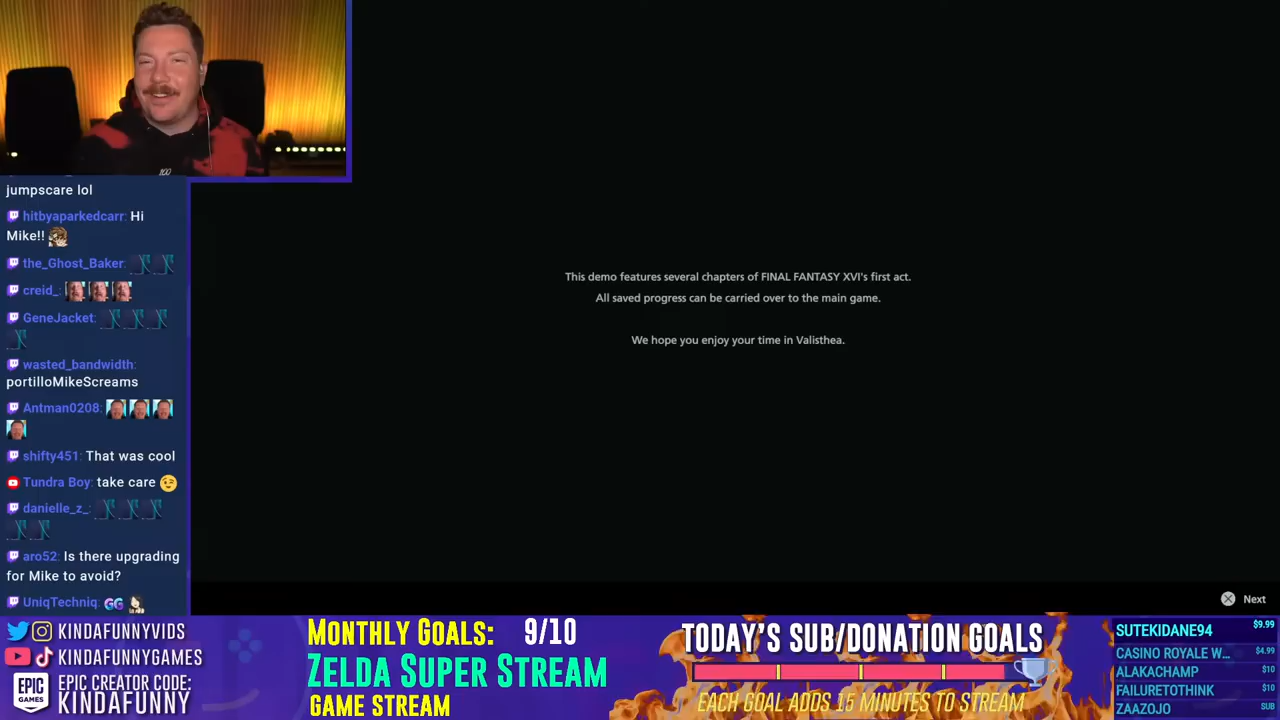 jumpscare lol
hitbyaparkedcarr: Hi
Mike!!
the_Ghost_Baker:
creid_:
GeneJacket:
wasted_bandwidth:
portilloMikeScreams
Antman0208:
shifty451: That was cool
Tundra Boy: take care
danielle_z_:
aro52: Is there upgrading
for Mike to avoid?
UniqTechniq: GG
This demo features several chapters of FINAL FANTASY XVI's first act.
All saved progress can be carried over to the main game.
We hope you enjoy your time in Valisthea.
Next
KINDAFUNNYVIDS
KINDAFUNNYGAMES
EPIC GAMES
EPIC CREATOR CODE:
KINDAFUNNY
MONTHLY GOALS: 9/10
ZELDA SUPER STREAM
GAME STREAM
TODAY'S SUB/DONATION GOALS
EACH GOAL ADDS 15 MINUTES TO STREAM
SUTEKIDANE94 $9.99
CASINO ROYALE W... $4.99
ALAKACHAMP $10
FAILURETOTHINK $10
ZAAZOJO SUB